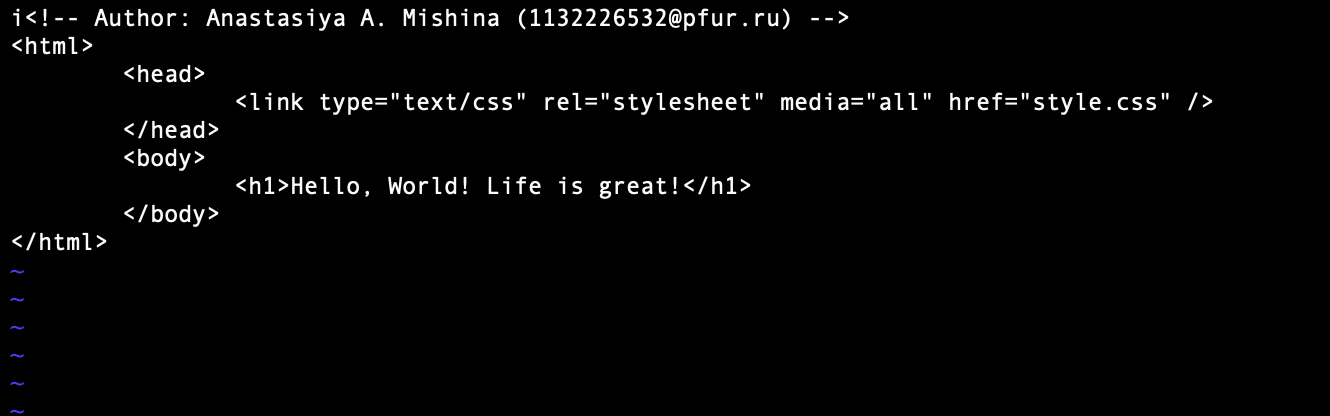 i<!-- Author: Anastasiya A. Mishina (1132226532@pfur.ru) -->
<html>
        <head>
                <link type="text/css" rel="stylesheet" media="all" href="style.css" />
        </head>
        <body>
                <h1>Hello, World! Life is great!</h1>
        </body>
</html>
~
~
~
~
~
~